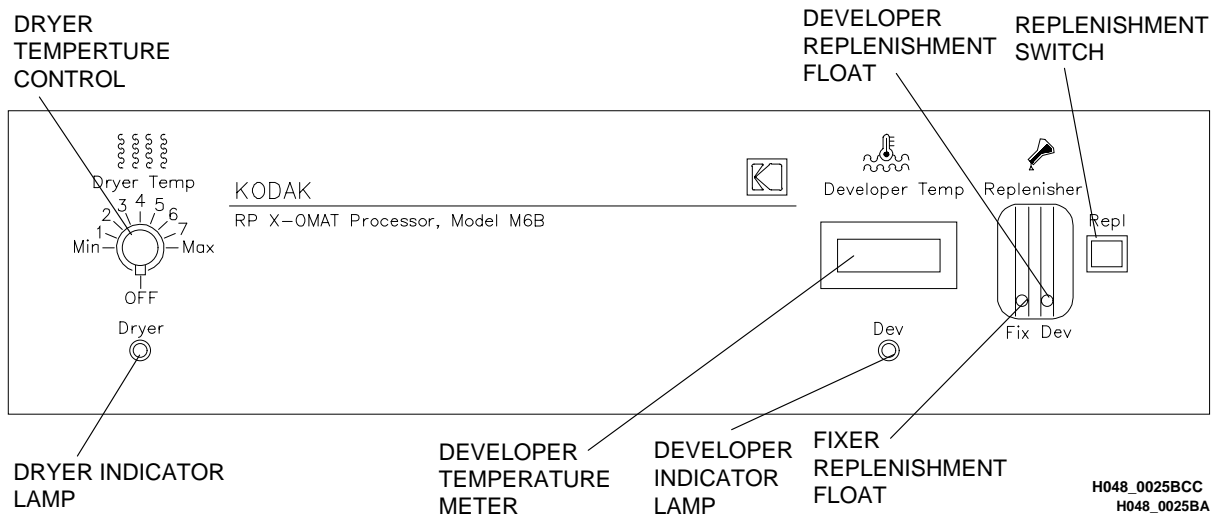 DRYER
TEMPERTURE
CONTROL
DEVELOPER
REPLENISHMENT
FLOAT
REPLENISHMENT
SWITCH
Dryer Temp
Min 1 2 3 4 5 6 7 Max
OFF
Dryer
KODAK
RP X-OMAT Processor, Model M6B
Developer Temp
Dev
Replenisher
Fix Dev
Repl
DRYER INDICATOR
LAMP
DEVELOPER
TEMPERATURE
METER
DEVELOPER
INDICATOR
LAMP
FIXER
REPLENISHMENT
FLOAT
H048_0025BCC
H048_0025BA